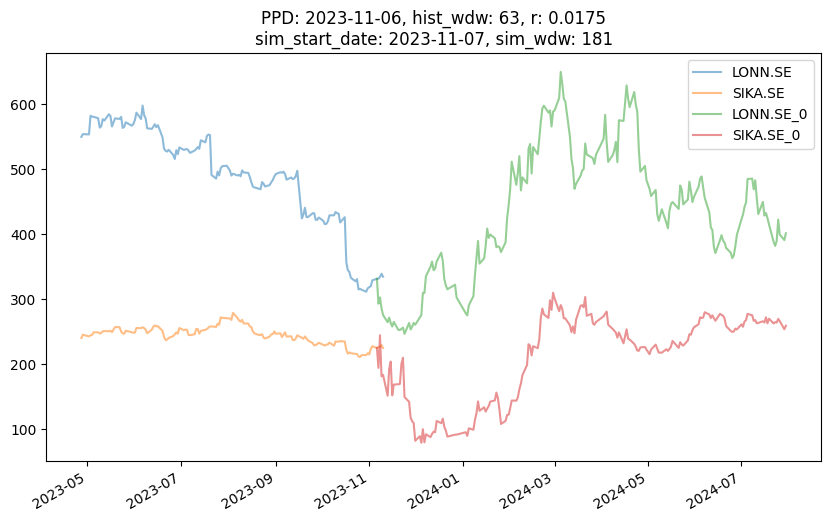 PPD: 2023-11-06, hist_wdw: 63, r: 0.0175
sim_start_date: 2023-11-07, sim_wdw: 181
LONN.SE
SIKA.SE
LONN.SE_0
SIKA.SE_0
600
500
400
300
200
100
2023-05
2023-07
2023-09
2023-11
2024-01
2024-03
2024-05
2024-07